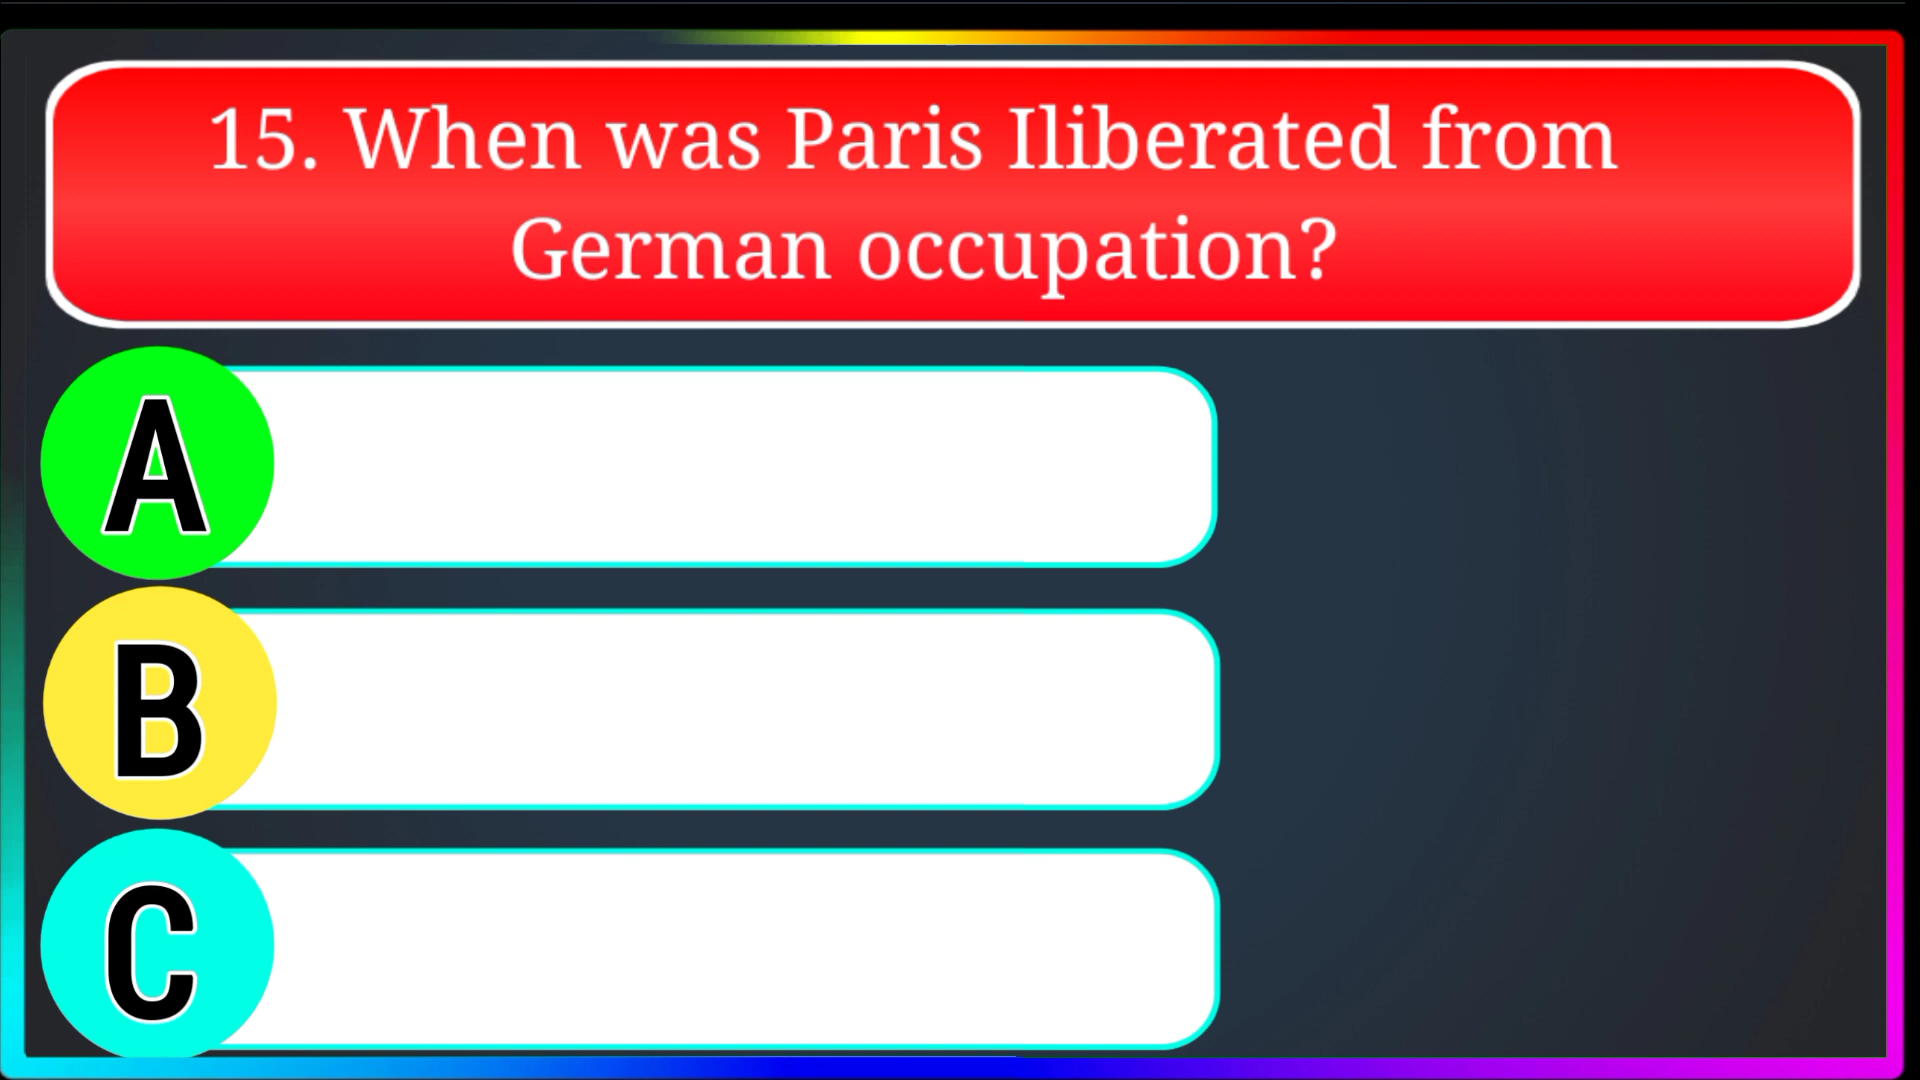 15. When was Paris Iliberated from
German occupation?
A
B
C